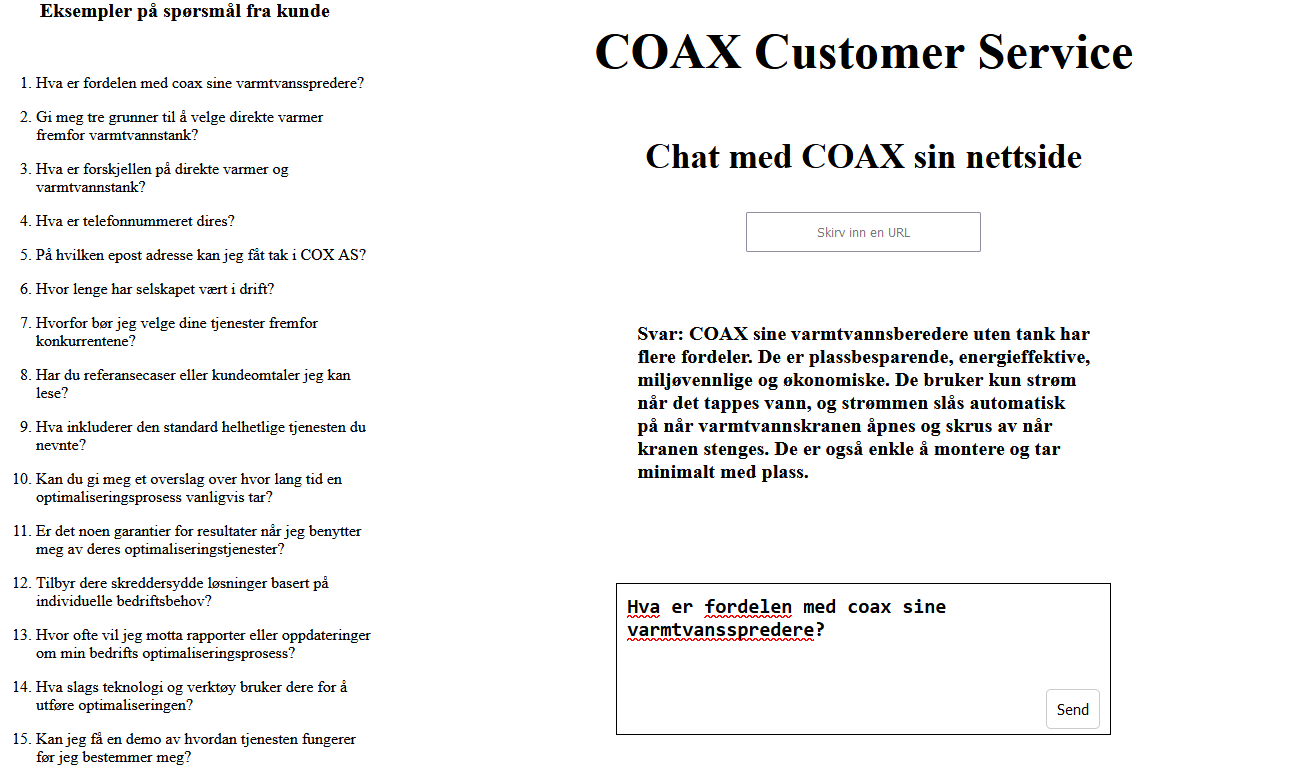 Eksempler på spørsmål fra kunde
1. Hva er fordelen med coax sine varmtvansspredere?
2. Gi meg tre grunner til å velge direkte varmer
fremfor varmtvannstank?
3. Hva er forskjellen på direkte varmer og
varmtvannstank?
4. Hva er telefonnummeret dires?
5. På hvilken epost adresse kan jeg fåt tak i COX AS?
6. Hvor lenge har selskapet vært i drift?
7. Hvorfor bør jeg velge dine tjenester fremfor
konkurrentene?
8. Har du referansecaser eller kundeomtaler jeg kan
lese?
9. Hva inkluderer den standard helhetlige tjenesten du
nevnte?
10. Kan du gi meg et overslag over hvor lang tid en
optimaliseringsprosess vanligvis tar?
11. Er det noen garantier for resultater når jeg benytter
meg av deres optimaliseringstjenester?
12. Tilbyr dere skreddersydde løsninger basert på
individuelle bedriftsbehov?
13. Hvor ofte vil jeg motta rapporter eller oppdateringer
om min bedrifts optimaliseringsprosess?
14. Hva slags teknologi og verktøy bruker dere for å
utføre optimaliseringen?
15. Kan jeg få en demo av hvordan tjenesten fungerer
før jeg bestemmer meg?
COAX Customer Service
Chat med COAX sin nettside
Skirv inn en URL
Svar: COAX sine varmtvannsberedere uten tank har
flere fordeler. De er plassbesparende, energieffektive,
miljøvennlige og økonomiske. De bruker kun strøm
når det tappes vann, og strømmen slås automatisk
på når varmtvannskranen åpnes og skrus av når
kranen stenges. De er også enkle å montere og tar
minimalt med plass.
Hva er fordelen med coax sine
varmtvansspredere?
Send